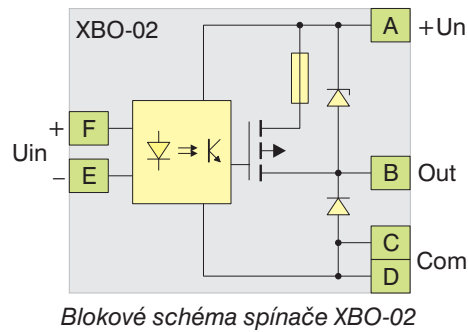 XBO-02
A +Un
+ F
Uin
− E
B Out
C
Com
D
Blokové schéma spínače XBO-02